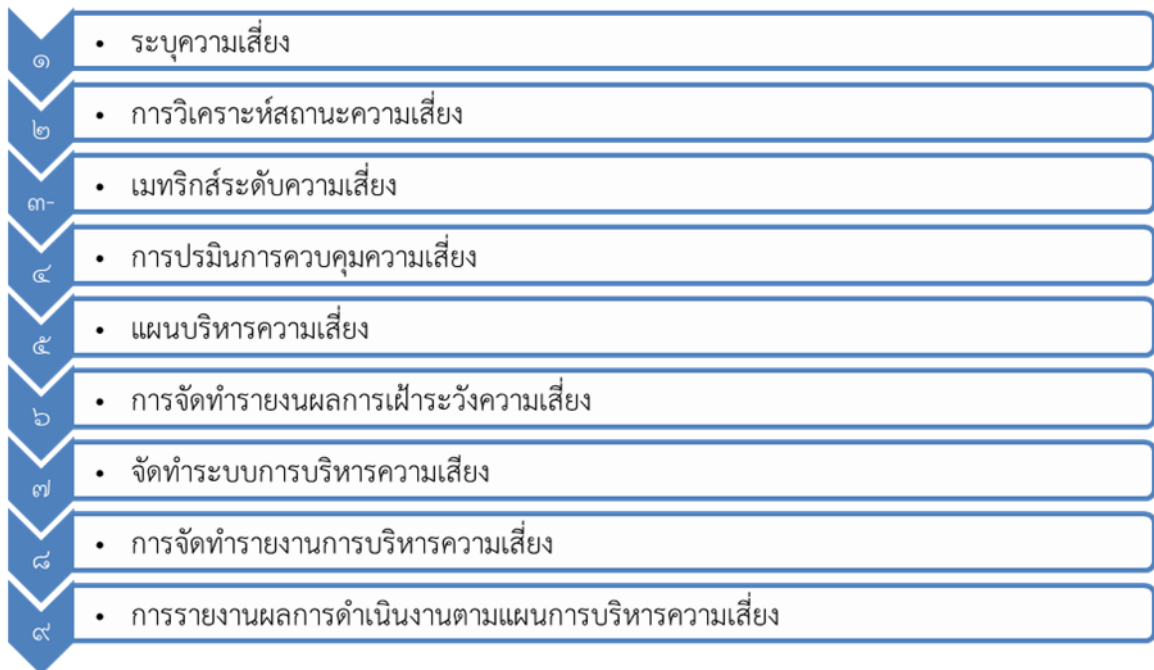 ๑ • ระบุความเสี่ยง
๒ • การวิเคราะห์สถานะความเสี่ยง
๓- • เมทริกส์ระดับความเสี่ยง
๔ • การปรมินการควบคุมความเสี่ยง
๕ • แผนบริหารความเสี่ยง
๖ • การจัดทำรายงนผลการเฝ้าระวังความเสี่ยง
๗ • จัดทำระบบการบริหารความเสียง
๘ • การจัดทำรายงานการบริหารความเสี่ยง
๙ • การรายงานผลการดำเนินงานตามแผนการบริหารความเสี่ยง